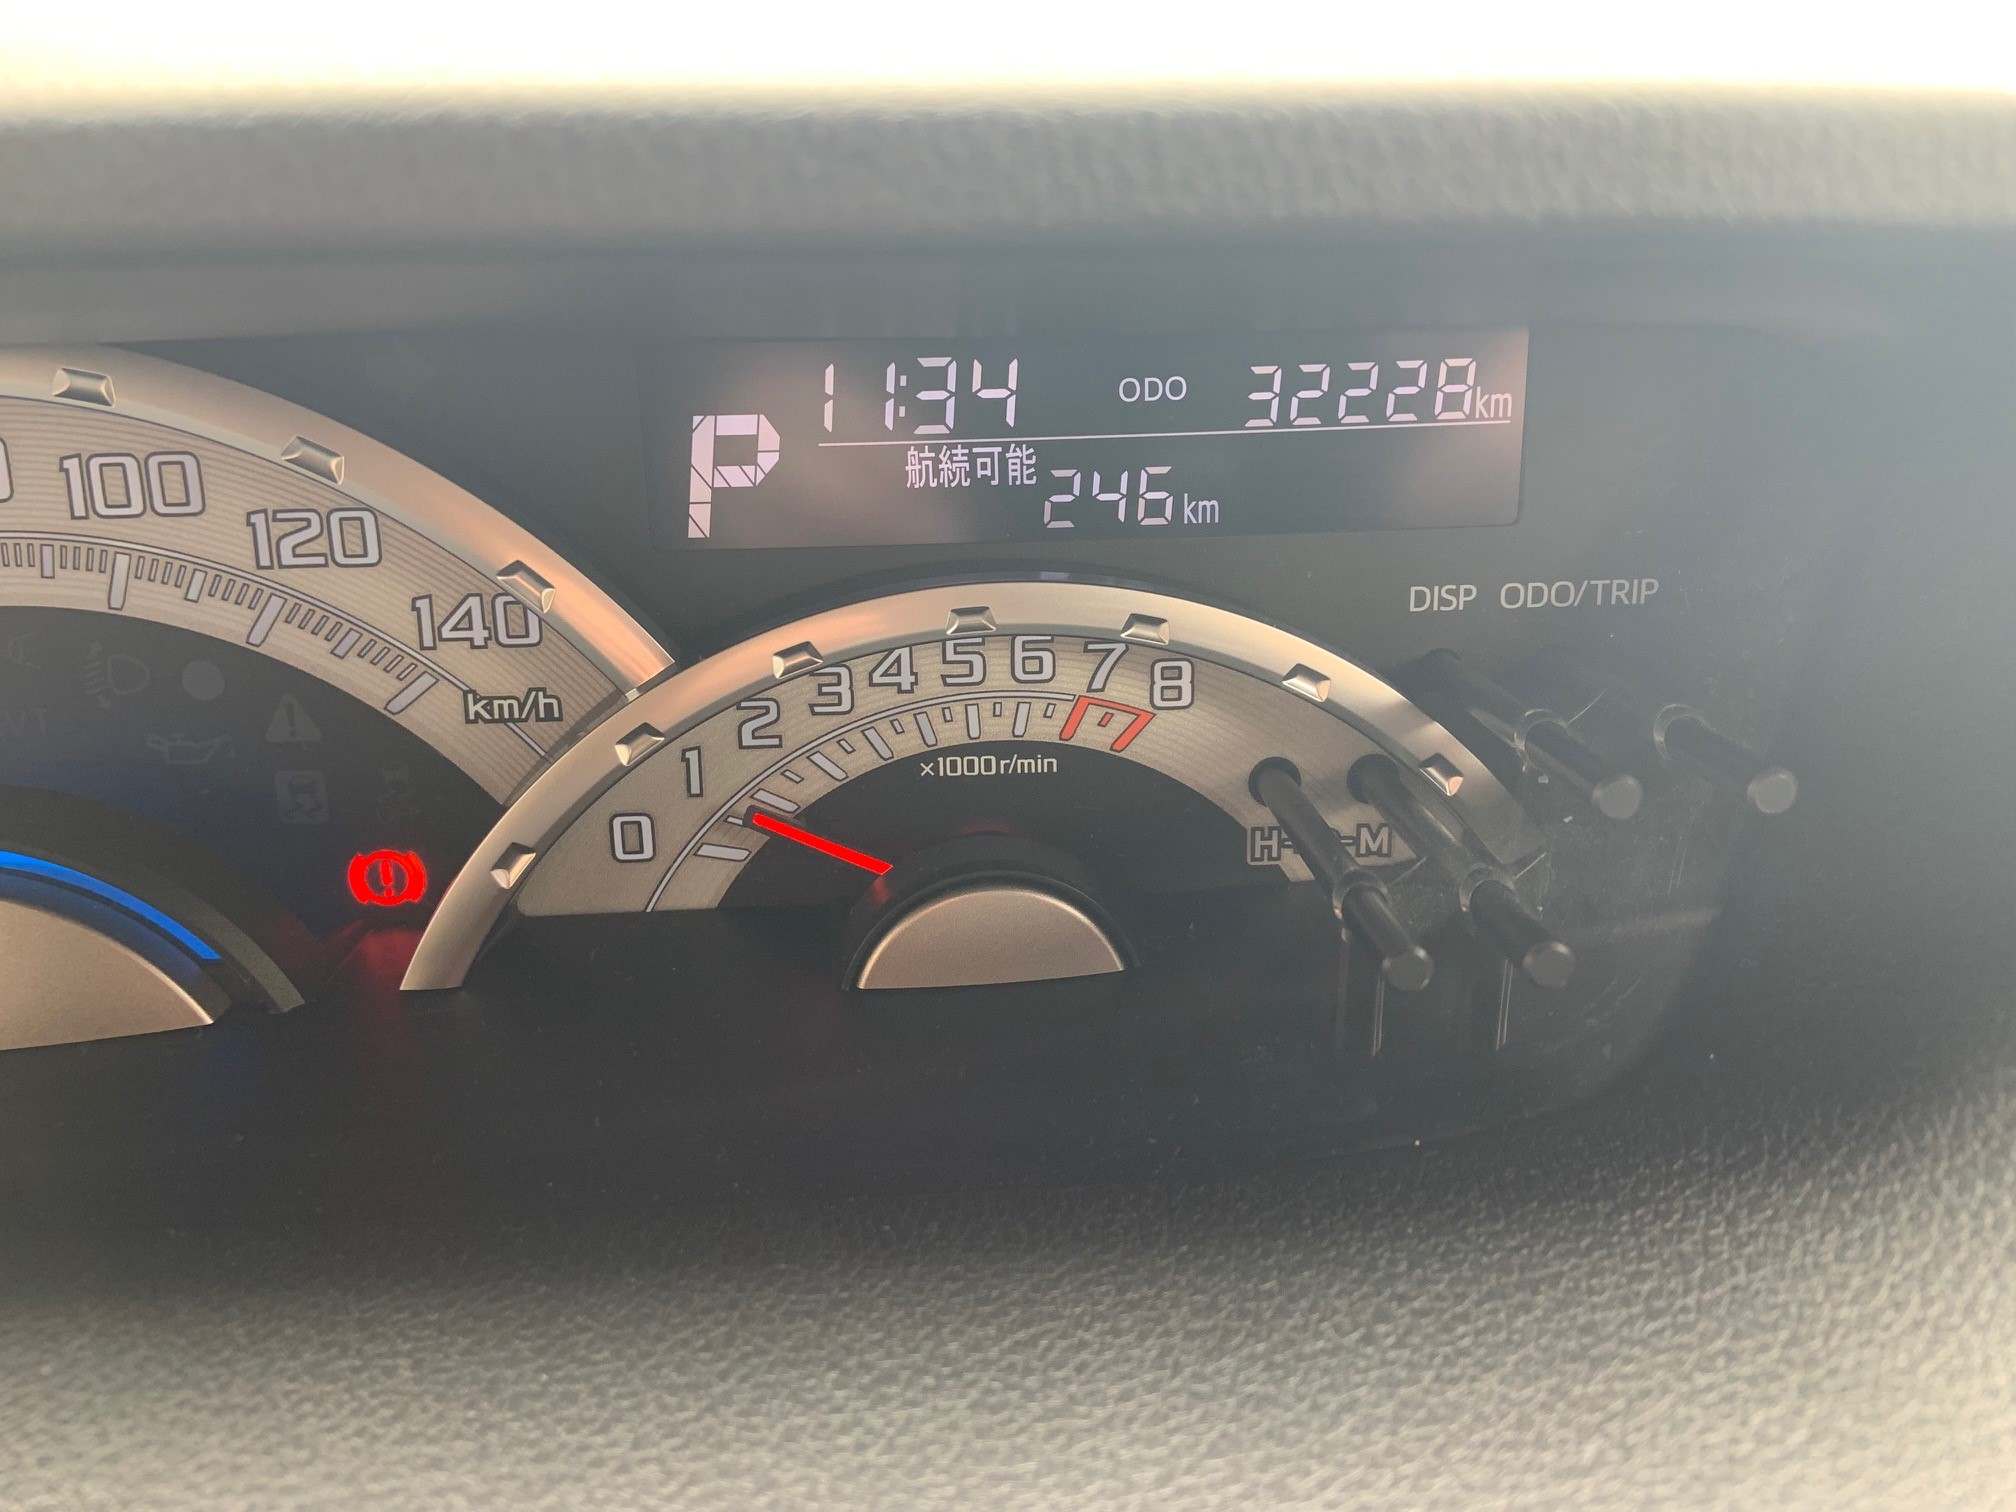 11:34 ODO 32228km
P
航続可能 246km
100
120
140
km/h
DISP ODO/TRIP
0 1 2 3 4 5 6 7 8
×1000r/min
H
M